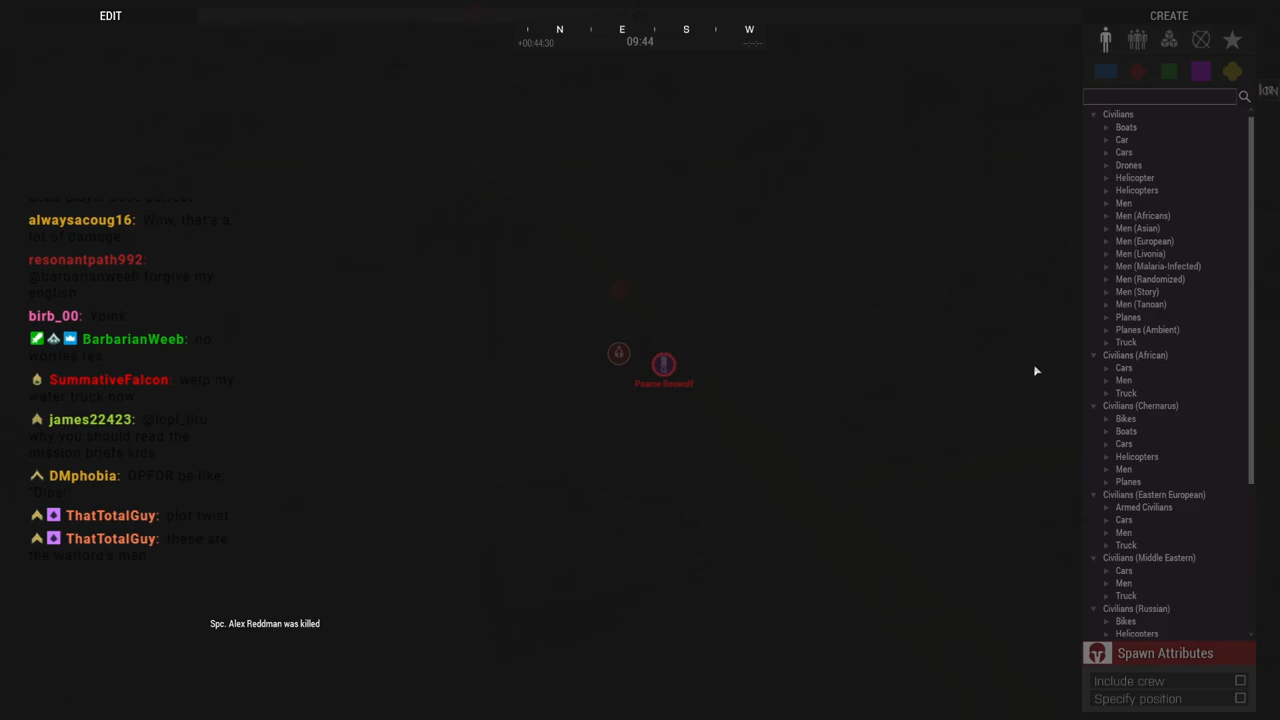 EDIT
N E S W
+00:44:30 09:44 --:--:--
CREATE
alwaysacoug16: Wow, that's a
lot of damage
resonantpath992:
@barbarianweeb forgive my
english
birb_00: Yoink
BarbarianWeeb: no
worries res
SummativeFalcon: welp my
water truck now
james22423: @lcpl_liru
why you should read the
mission briefs kids
DMphobia: OPFOR be like,
ThatTotalGuy: plot twist
ThatTotalGuy: these are
the warlord's men
Spc. Alex Reddman was killed
Civilians
Boats
Car
Cars
Drones
Helicopter
Helicopters
Men
Men (Africans)
Men (Asian)
Men (European)
Men (Livonia)
Men (Malaria-Infected)
Men (Randomized)
Men (Story)
Men (Tanoan)
Planes
Planes (Ambient)
Truck
Civilians (African)
Cars
Men
Truck
Civilians (Chernarus)
Bikes
Boats
Cars
Helicopters
Men
Planes
Civilians (Eastern European)
Armed Civilians
Cars
Men
Truck
Civilians (Middle Eastern)
Cars
Men
Truck
Civilians (Russian)
Bikes
Helicopters
Spawn Attributes
Include crew
Specify position